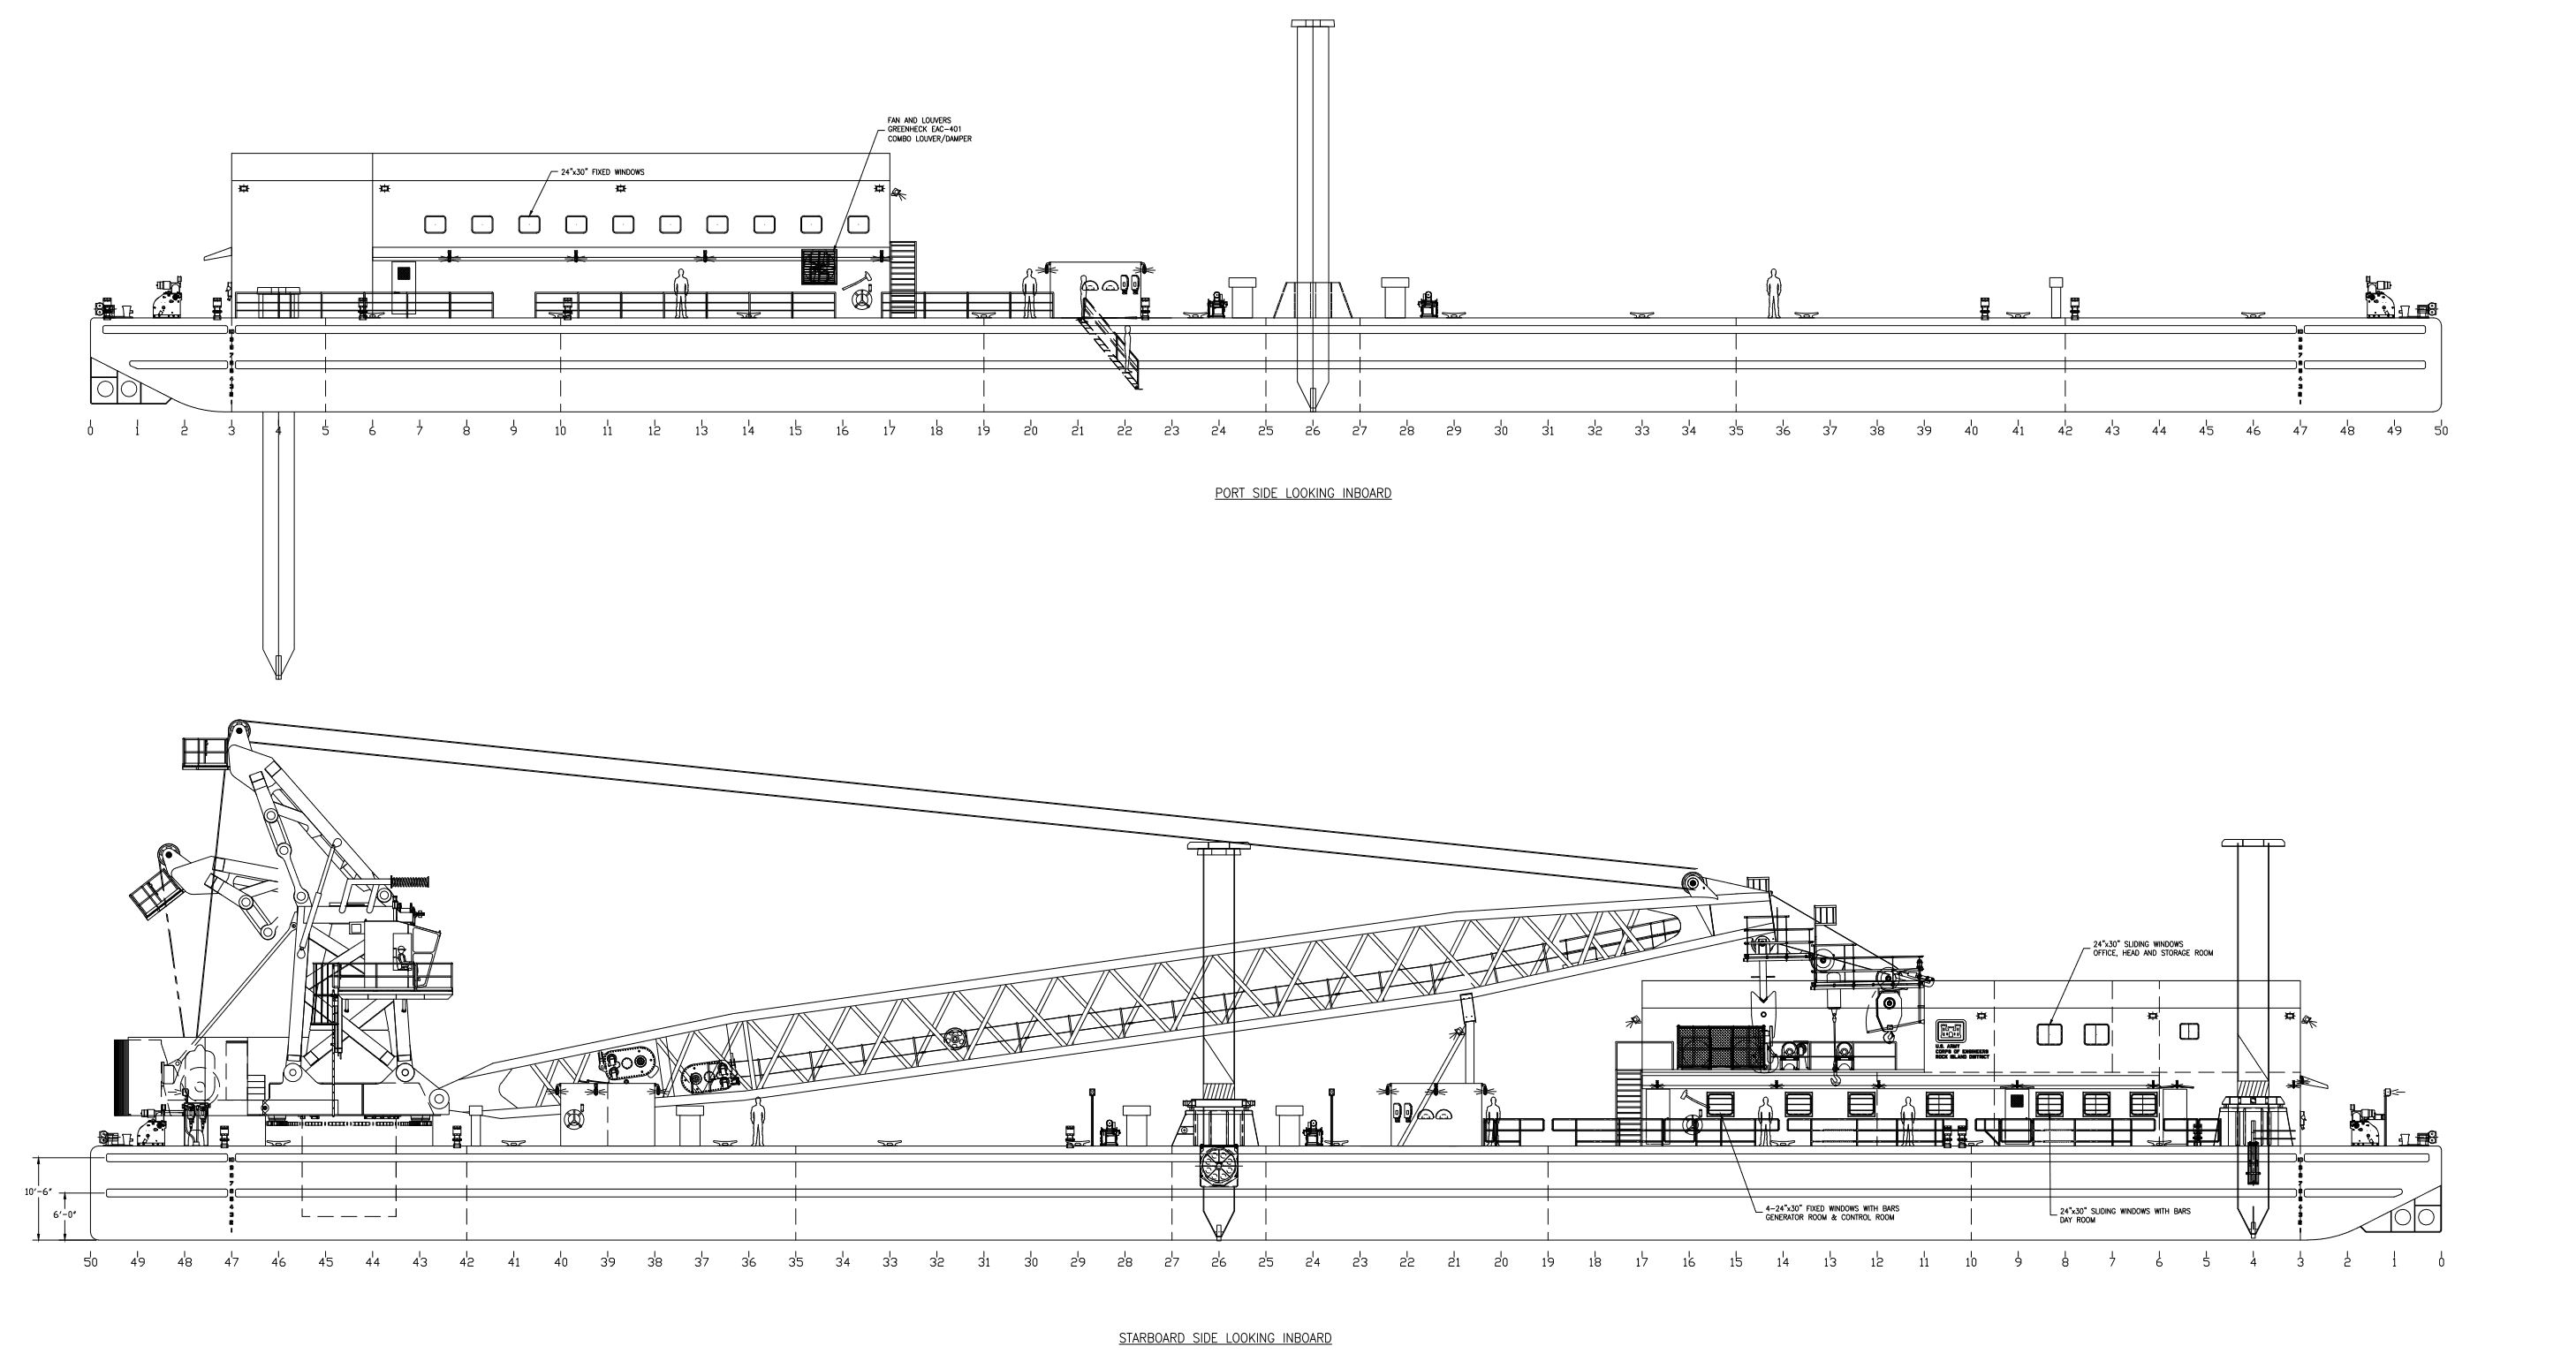 FAN AND LOUVERS
GREENHECK EAC-401
COMBO LOUVER/DAMPER
24"x30" FIXED WINDOWS
0 1 2 3 4 5 6 7 8 9 10 11 12 13 14 15 16 17 18 19 20 21 22 23 24 25 26 27 28 29 30 31 32 33 34 35 36 37 38 39 40 41 42 43 44 45 46 47 48 49 50
PORT SIDE LOOKING INBOARD
24"x30" SLIDING WINDOWS
OFFICE, HEAD AND STORAGE ROOM
U.S. ARMY
CORPS OF ENGINEERS
ROCK ISLAND DISTRICT
10'-6"
6'-0"
4-24"x30" FIXED WINDOWS WITH BARS
GENERATOR ROOM & CONTROL ROOM
24"x30" SLIDING WINDOWS WITH BARS
DAY ROOM
50 49 48 47 46 45 44 43 42 41 40 39 38 37 36 35 34 33 32 31 30 29 28 27 26 25 24 23 22 21 20 19 18 17 16 15 14 13 12 11 10 9 8 7 6 5 4 3 2 1 0
STARBOARD SIDE LOOKING INBOARD